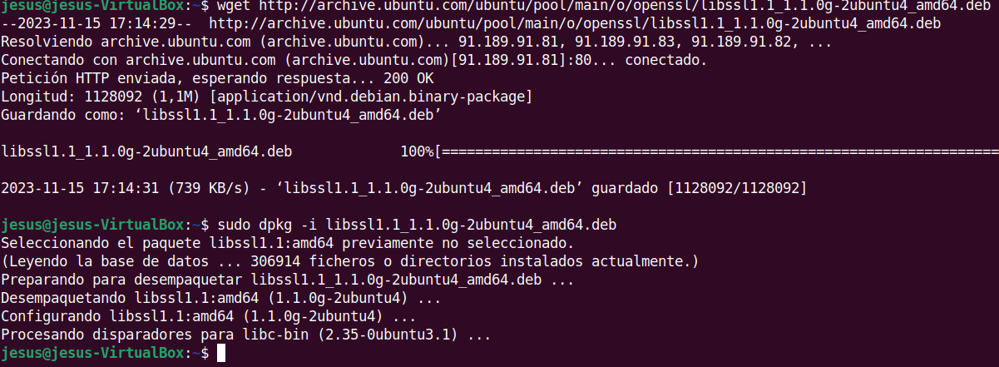 jesus@jesus-VirtualBox:~$ wget http://archive.ubuntu.com/ubuntu/pool/main/o/openssl/libssl1.1_1.1.0g-2ubuntu4_amd64.deb
--2023-11-15 17:14:29--  http://archive.ubuntu.com/ubuntu/pool/main/o/openssl/libssl1.1_1.1.0g-2ubuntu4_amd64.deb
Resolviendo archive.ubuntu.com (archive.ubuntu.com)... 91.189.91.81, 91.189.91.83, 91.189.91.82, ...
Conectando con archive.ubuntu.com (archive.ubuntu.com)[91.189.91.81]:80... conectado.
Petición HTTP enviada, esperando respuesta... 200 OK
Longitud: 1128092 (1,1M) [application/vnd.debian.binary-package]
Guardando como: ‘libssl1.1_1.1.0g-2ubuntu4_amd64.deb’
libssl1.1_1.1.0g-2ubuntu4_amd64.deb             100%[===================================================================
2023-11-15 17:14:31 (739 KB/s) - ‘libssl1.1_1.1.0g-2ubuntu4_amd64.deb’ guardado [1128092/1128092]
jesus@jesus-VirtualBox:~$ sudo dpkg -i libssl1.1_1.1.0g-2ubuntu4_amd64.deb
Seleccionando el paquete libssl1.1:amd64 previamente no seleccionado.
(Leyendo la base de datos ... 306914 ficheros o directorios instalados actualmente.)
Preparando para desempaquetar libssl1.1_1.1.0g-2ubuntu4_amd64.deb ...
Desempaquetando libssl1.1:amd64 (1.1.0g-2ubuntu4) ...
Configurando libssl1.1:amd64 (1.1.0g-2ubuntu4) ...
Procesando disparadores para libc-bin (2.35-0ubuntu3.1) ...
jesus@jesus-VirtualBox:~$